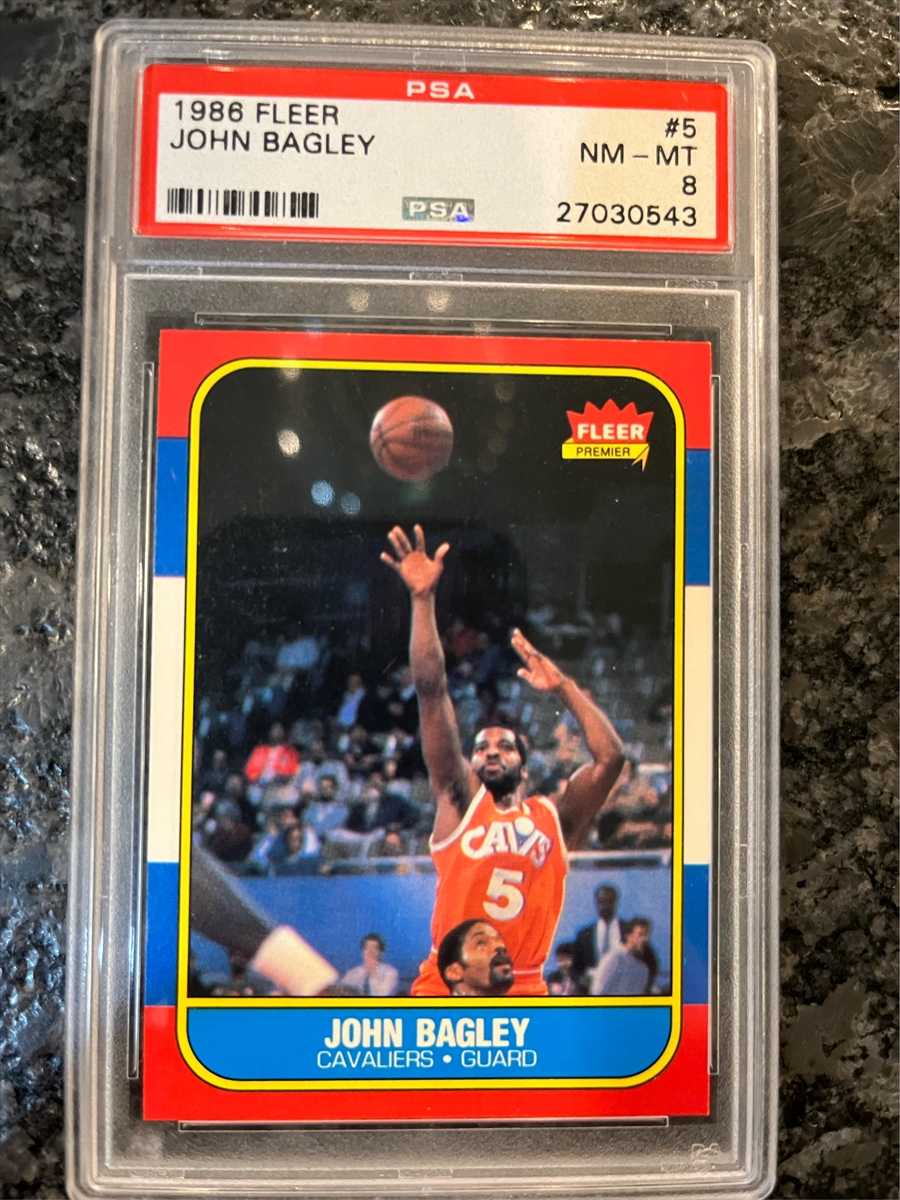 PSA
1986 FLEER
#5
JOHN BAGLEY
NM - MT
8
PSA
27030543
FLEER
PREMIER
CAVS
5
JOHN BAGLEY
CAVALIERS • GUARD